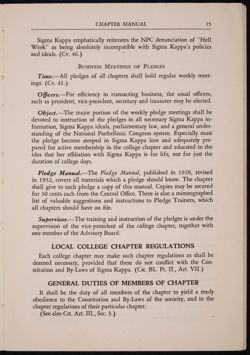 CHAPTER MANUAL 15
Sigma Kappa emphatically reiterates the NPC denunciation of "Hell
Week" as being absolutely incompatible with Sigma Kappa's policies
and ideals. (Cv. 46.)
BUSINESS MEETINGS OF PLEDGES
Time.—All pledges of all chapters shall hold regular weekly meet-
ings. (Cv. 41.)
Officers.—For efficiency in transacting business, the usual officers,
such as president, vice-president, secretary and treasurer may be elected.
Object.—The major portion of the weekly pledge meetings shall be
devoted to instruction of the pledges in all necessary Sigma Kappa in-
formation, Sigma Kappa ideals, parliamentary law, and a general under-
standing of the National Panhellenic Congress system. Especially must
the pledge become steeped in Sigma Kappa lore and adequately pre-
pared for active membership in the college chapter and educated to the
idea that her affiliation with Sigma Kappa is for life, not for just the
duration of college days.
Pledge Manual.—The Pledge Manual, published in 1928, revised
in 1932, covers all materials which a pledge should know. The chapter
shall give to each pledge a copy of this manual. Copies may be secured
for 30 cents each from the Central Office. There is also a mimeographed
list of valuable suggestions and instructions to Pledge Trainers, which
all chapters should have on file.
Supervisor.—The training and instruction of the pledges is under the
supervision of the vice-president of the college chapter, together with
one member of the Advisory Board.
LOCAL COLLEGE CHAPTER REGULATIONS
Each college chapter may make such chapter regulations as shall be
deemed necessary, provided that these do not conflict with the Con-
stitution and By-Laws of Sigma Kappa. (Cst. BL. Pt. II., Art. VII.)
GENERAL DUTIES OF MEMBERS OF CHAPTER
It shall be the duty of all members of the chapter to yield a ready
obedience to the Constitution and By-Laws of the sorority, and to the
chapter regulations of their particular chapter.
(See also Cst. Art. III., Sec. 3.)